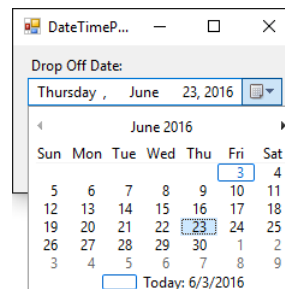 DateTimeP...
Drop Off Date:
Thursday , June 23, 2016
June 2016
Sun Mon Tue Wed Thu Fri Sat
3 4
5 6 7 8 9 10 11
12 13 14 15 16 17 18
19 20 21 22 23 24 25
26 27 28 29 30 1 2
3 4 5 6 7 8 9
Today: 6/3/2016